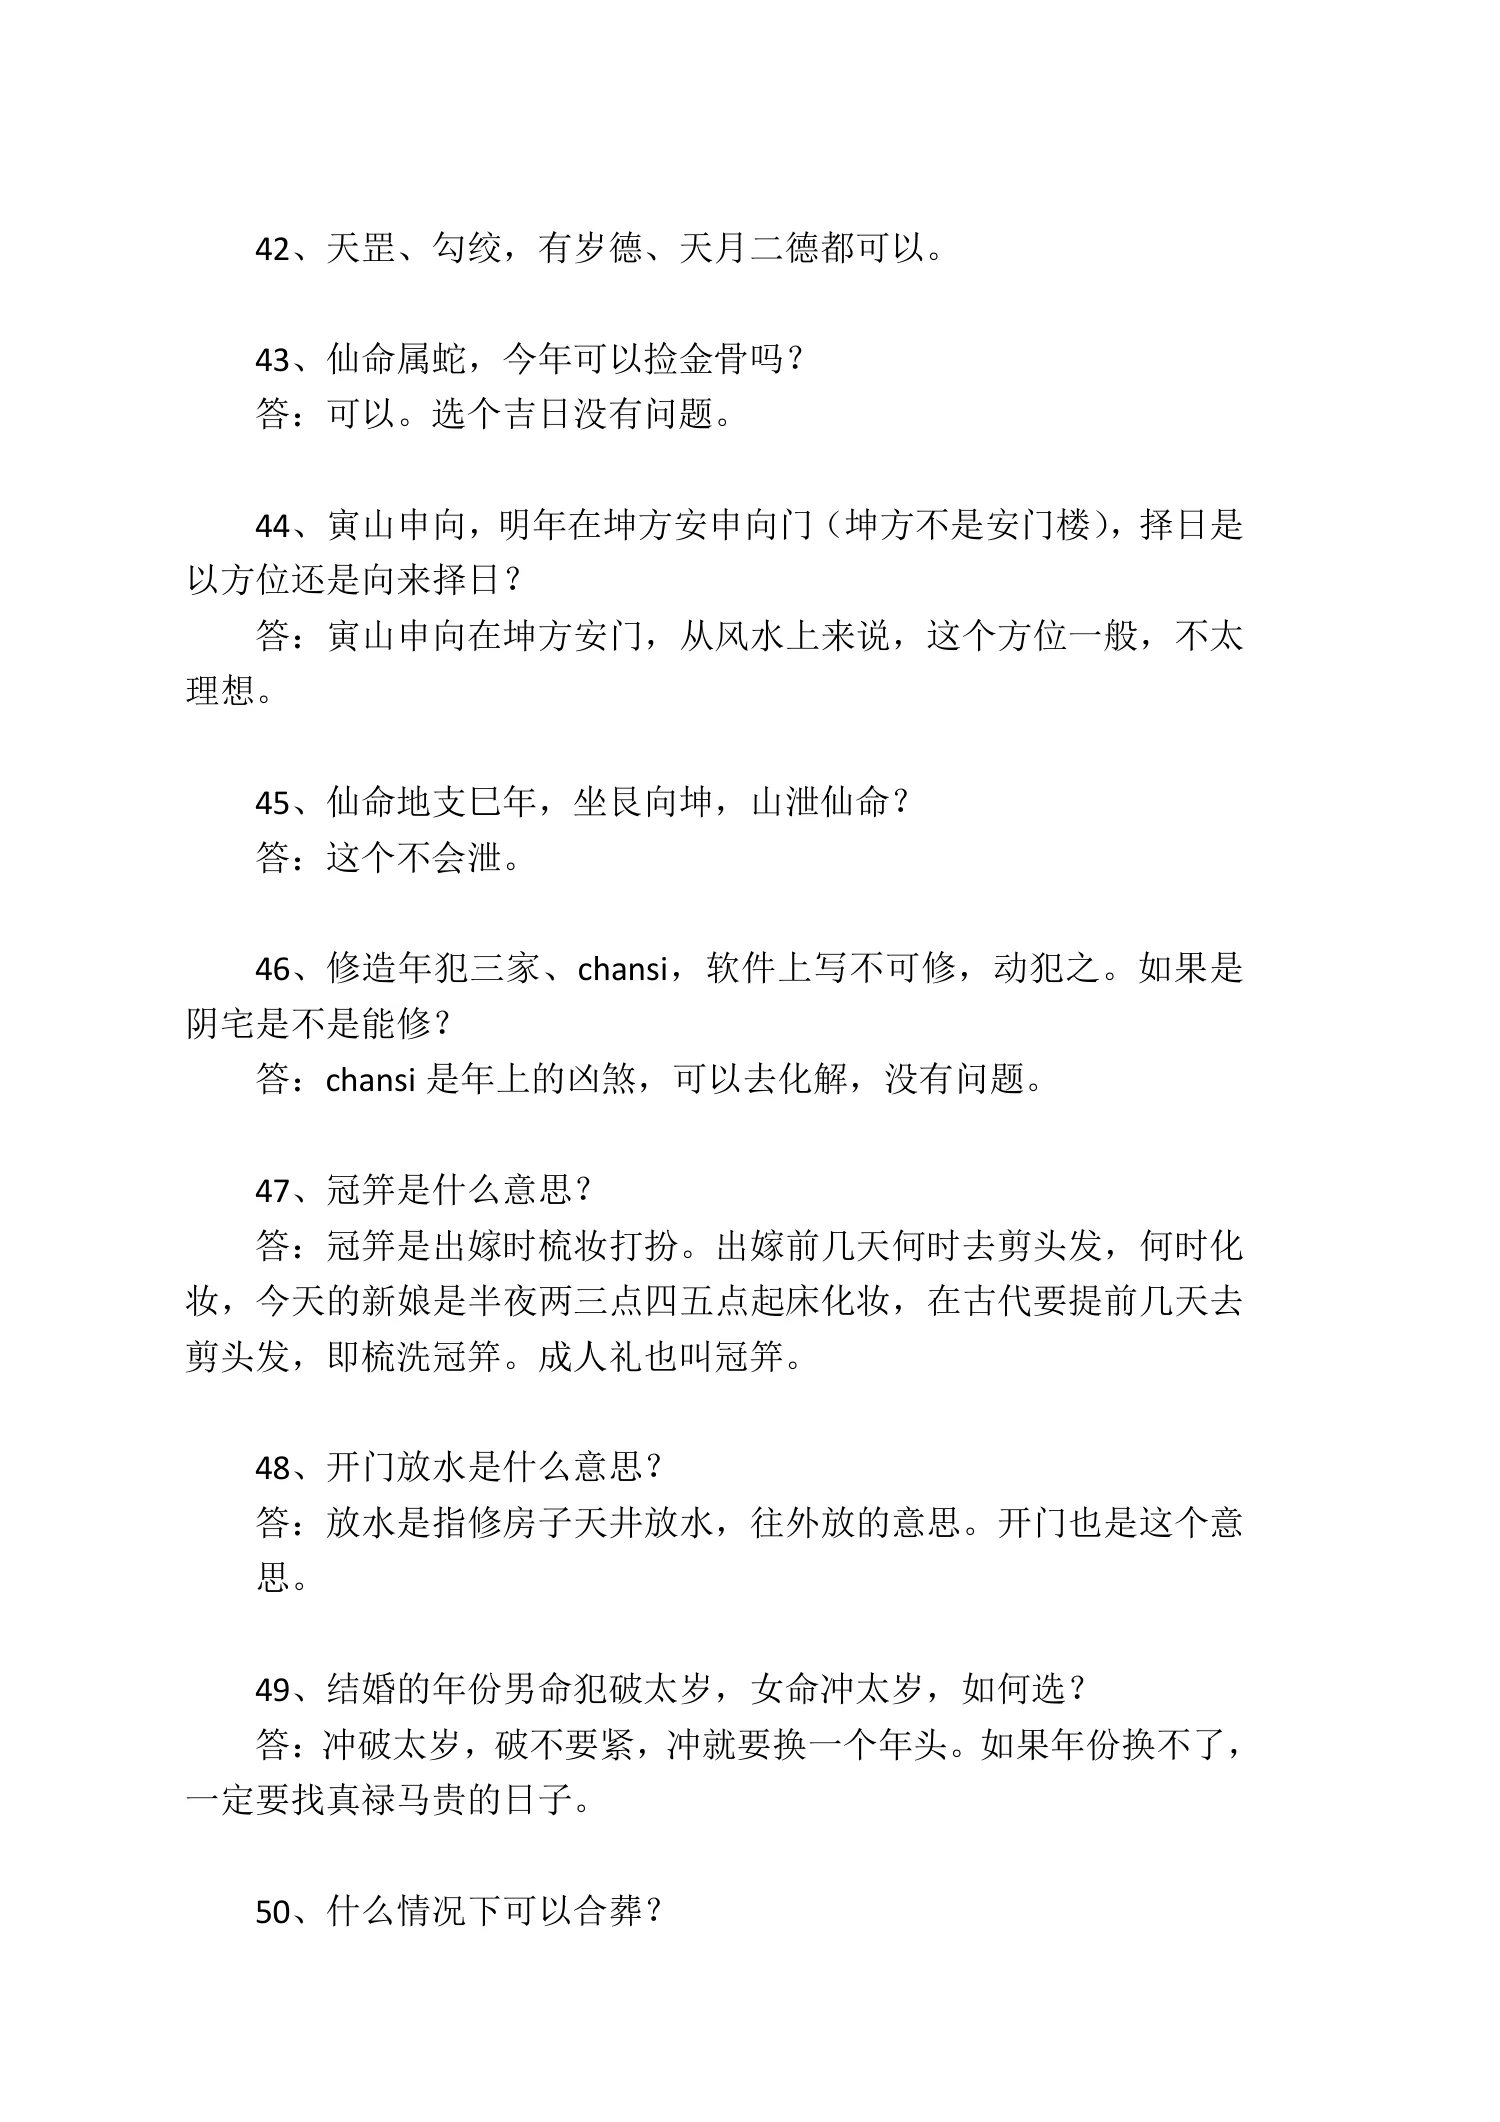 42、天罡、勾绞，有岁德、天月二德都可以。
43、仙命属蛇，今年可以捡金骨吗？
答：可以。选个吉日没有问题。
44、寅山申向，明年在坤方安申向门（坤方不是安门楼），择日是
以方位还是向来择日？
答：寅山申向在坤方安门，从风水上来说，这个方位一般，不太
理想。
45、仙命地支巳年，坐艮向坤，山泄仙命？
答：这个不会泄。
46、修造年犯三家、chansi，软件上写不可修，动犯之。如果是
阴宅是不是能修？
答：chansi 是年上的凶煞，可以去化解，没有问题。
47、冠笄是什么意思？
答：冠笄是出嫁时梳妆打扮。出嫁前几天何时去剪头发，何时化
妆，今天的新娘是半夜两三点四五点起床化妆，在古代要提前几天去
剪头发，即梳洗冠笄。成人礼也叫冠笄。
48、开门放水是什么意思？
答：放水是指修房子天井放水，往外放的意思。开门也是这个意
思。
49、结婚的年份男命犯破太岁，女命冲太岁，如何选？
答：冲破太岁，破不要紧，冲就要换一个年头。如果年份换不了，
一定要找真禄马贵的日子。
50、什么情况下可以合葬？